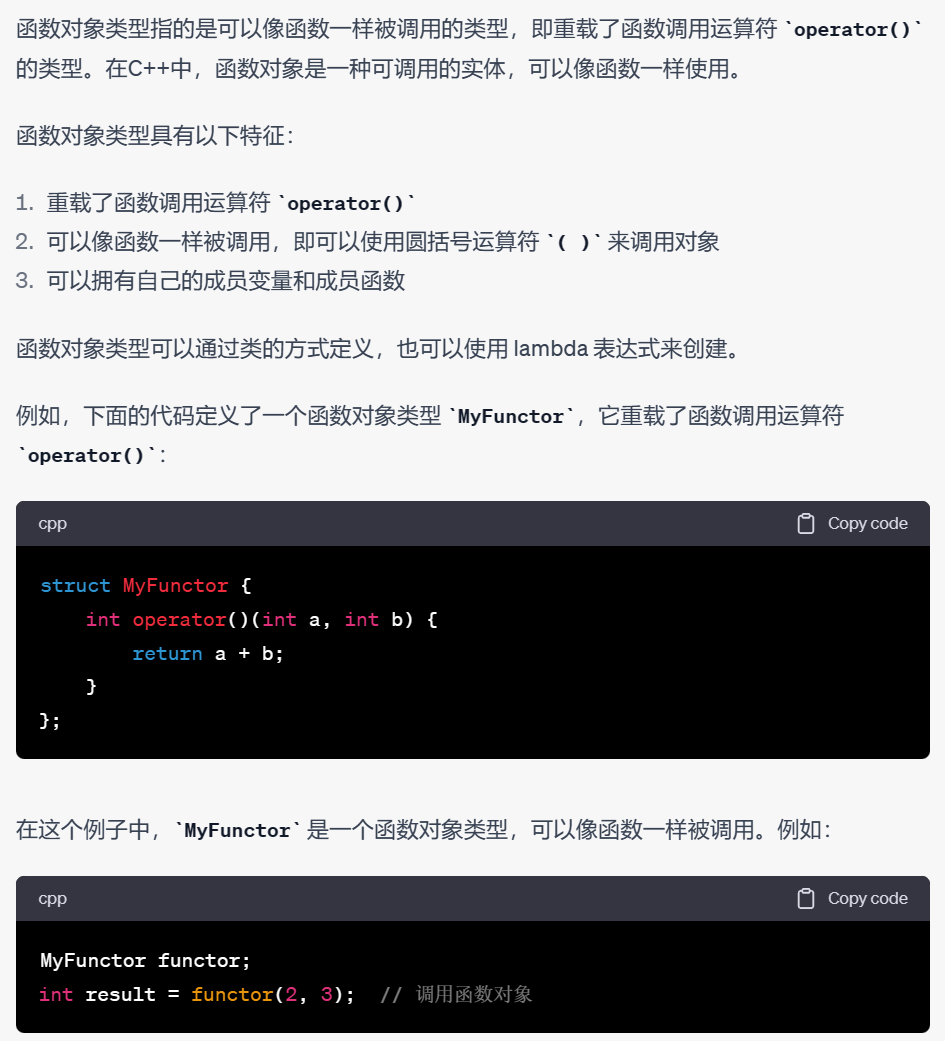 函数对象类型指的是可以像函数一样被调用的类型，即重载了函数调用运算符 `operator()`
的类型。在C++中，函数对象是一种可调用的实体，可以像函数一样使用。
函数对象类型具有以下特征：
1. 重载了函数调用运算符 `operator()`
2. 可以像函数一样被调用，即可以使用圆括号运算符 `( )` 来调用对象
3. 可以拥有自己的成员变量和成员函数
函数对象类型可以通过类的方式定义，也可以使用 lambda 表达式来创建。
例如，下面的代码定义了一个函数对象类型 `MyFunctor`，它重载了函数调用运算符
`operator()`：
cpp Copy code
struct MyFunctor {
    int operator()(int a, int b) {
        return a + b;
    }
};
在这个例子中，`MyFunctor` 是一个函数对象类型，可以像函数一样被调用。例如：
cpp Copy code
MyFunctor functor;
int result = functor(2, 3);  // 调用函数对象